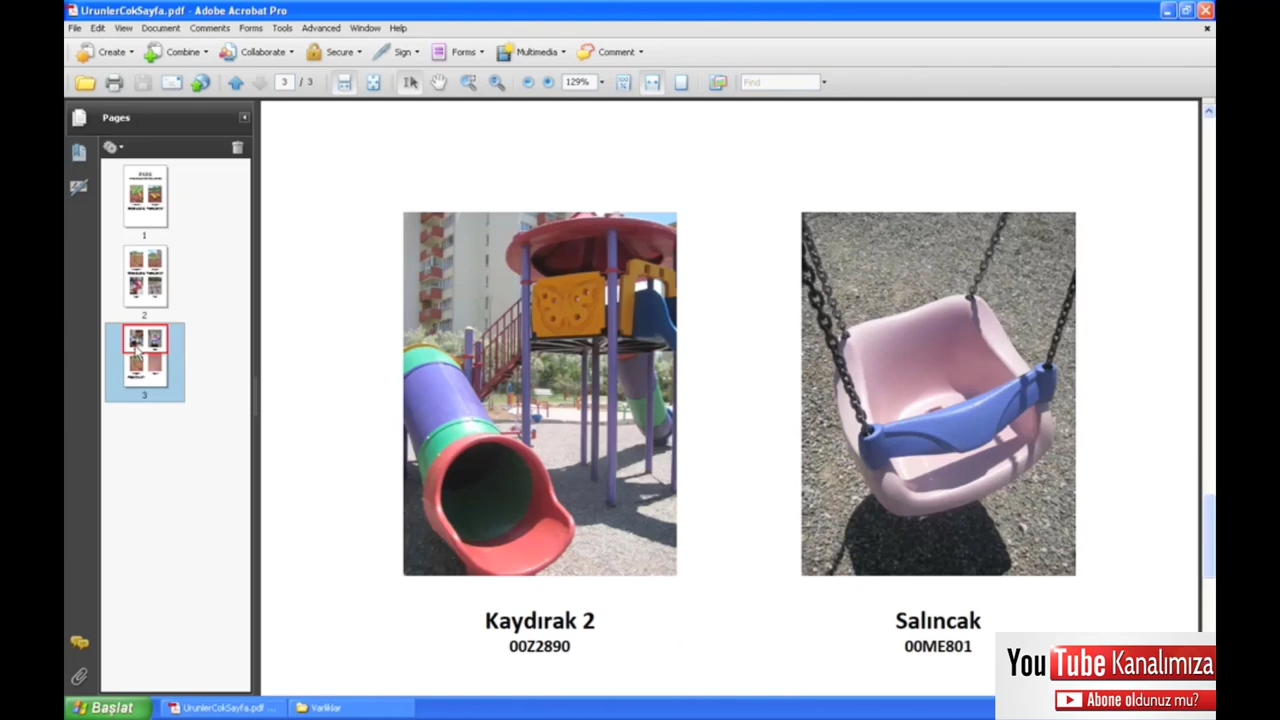 UrunlerCokSayfa.pdf - Adobe Acrobat Pro
File Edit View Document Comments Forms Tools Advanced Window Help
Create Combine Collaborate Secure Sign Forms Multimedia Comment
3 / 3 129% Find
Pages
1
2
3
Kaydırak 2
00Z2890
Salıncak
00ME801
You Tube Kanalımıza
Abone oldunuz mu?
Başlat UrunlerCokSayfa.pdf ... Varlıklar